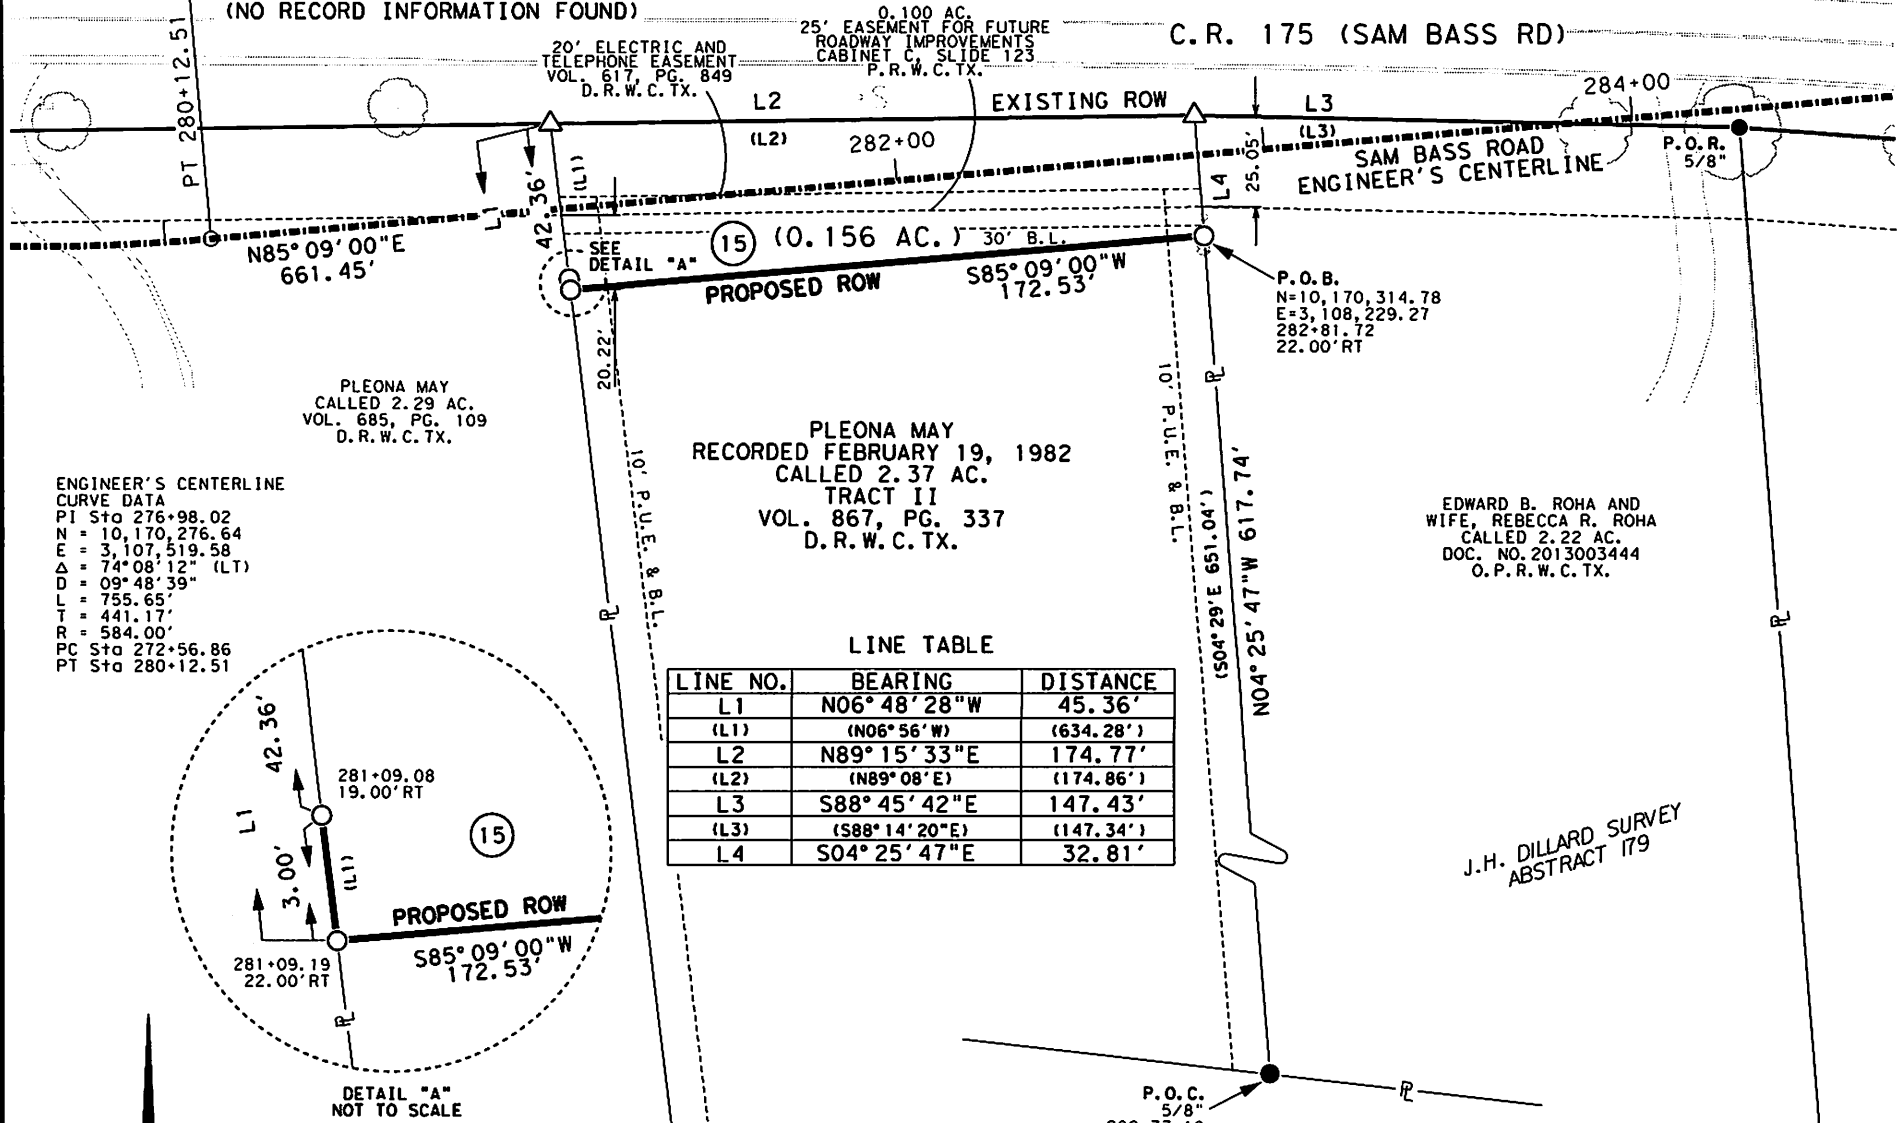 (NO RECORD INFORMATION FOUND)
PT 280+12.51
20' ELECTRIC AND
TELEPHONE EASEMENT
VOL. 617, PG. 849
D.R.W.C.TX.
0.100 AC.
25' EASEMENT FOR FUTURE
ROADWAY IMPROVEMENTS
CABINET C, SLIDE 123
P.R.W.C.TX.
C.R. 175 (SAM BASS RD)
284+00
L2
(L2)
EXISTING ROW
L3
(L3)
282+00
25.05'
SAM BASS ROAD
ENGINEER'S CENTERLINE
P.O.R.
5/8"
L1
42.36'
(L1)
L4
N85°09'00"E
661.45'
SEE
DETAIL "A"
15 (0.156 AC.)
30' B.L.
PROPOSED ROW
S85°09'00"W
172.53'
P.O.B.
N=10,170,314.78
E=3,108,229.27
282+81.72
22.00'RT
20.22'
℄
10' P.U.E. & B.L.
10' P.U.E. & B.L.
PLEONA MAY
CALLED 2.29 AC.
VOL. 685, PG. 109
D.R.W.C.TX.
PLEONA MAY
RECORDED FEBRUARY 19, 1982
CALLED 2.37 AC.
TRACT II
VOL. 867, PG. 337
D.R.W.C.TX.
(S04°29'E 651.04')
N04°25'47"W 617.74'
EDWARD B. ROHA AND
WIFE, REBECCA R. ROHA
CALLED 2.22 AC.
DOC. NO.2013003444
O.P.R.W.C.TX.
ENGINEER'S CENTERLINE
CURVE DATA
PI Sta 276+98.02
N = 10,170,276.64
E = 3,107,519.58
Δ = 74°08'12" (LT)
D = 09°48'39"
L = 755.65'
T = 441.17'
R = 584.00'
PC Sta 272+56.86
PT Sta 280+12.51
LINE TABLE
LINE NO. BEARING DISTANCE
L1 N06°48'28"W 45.36'
(L1) (N06°56'W) (634.28')
L2 N89°15'33"E 174.77'
(L2) (N89°08'E) (174.86')
L3 S88°45'42"E 147.43'
(L3) (S88°14'20"E) (147.34')
L4 S04°25'47"E 32.81'
42.36'
281+09.08
19.00'RT
L1
3.00'
(L1)
15
PROPOSED ROW
S85°09'00"W
172.53'
281+09.19
22.00'RT
DETAIL "A"
NOT TO SCALE
J.H. DILLARD SURVEY
ABSTRACT 179
P.O.C.
5/8"